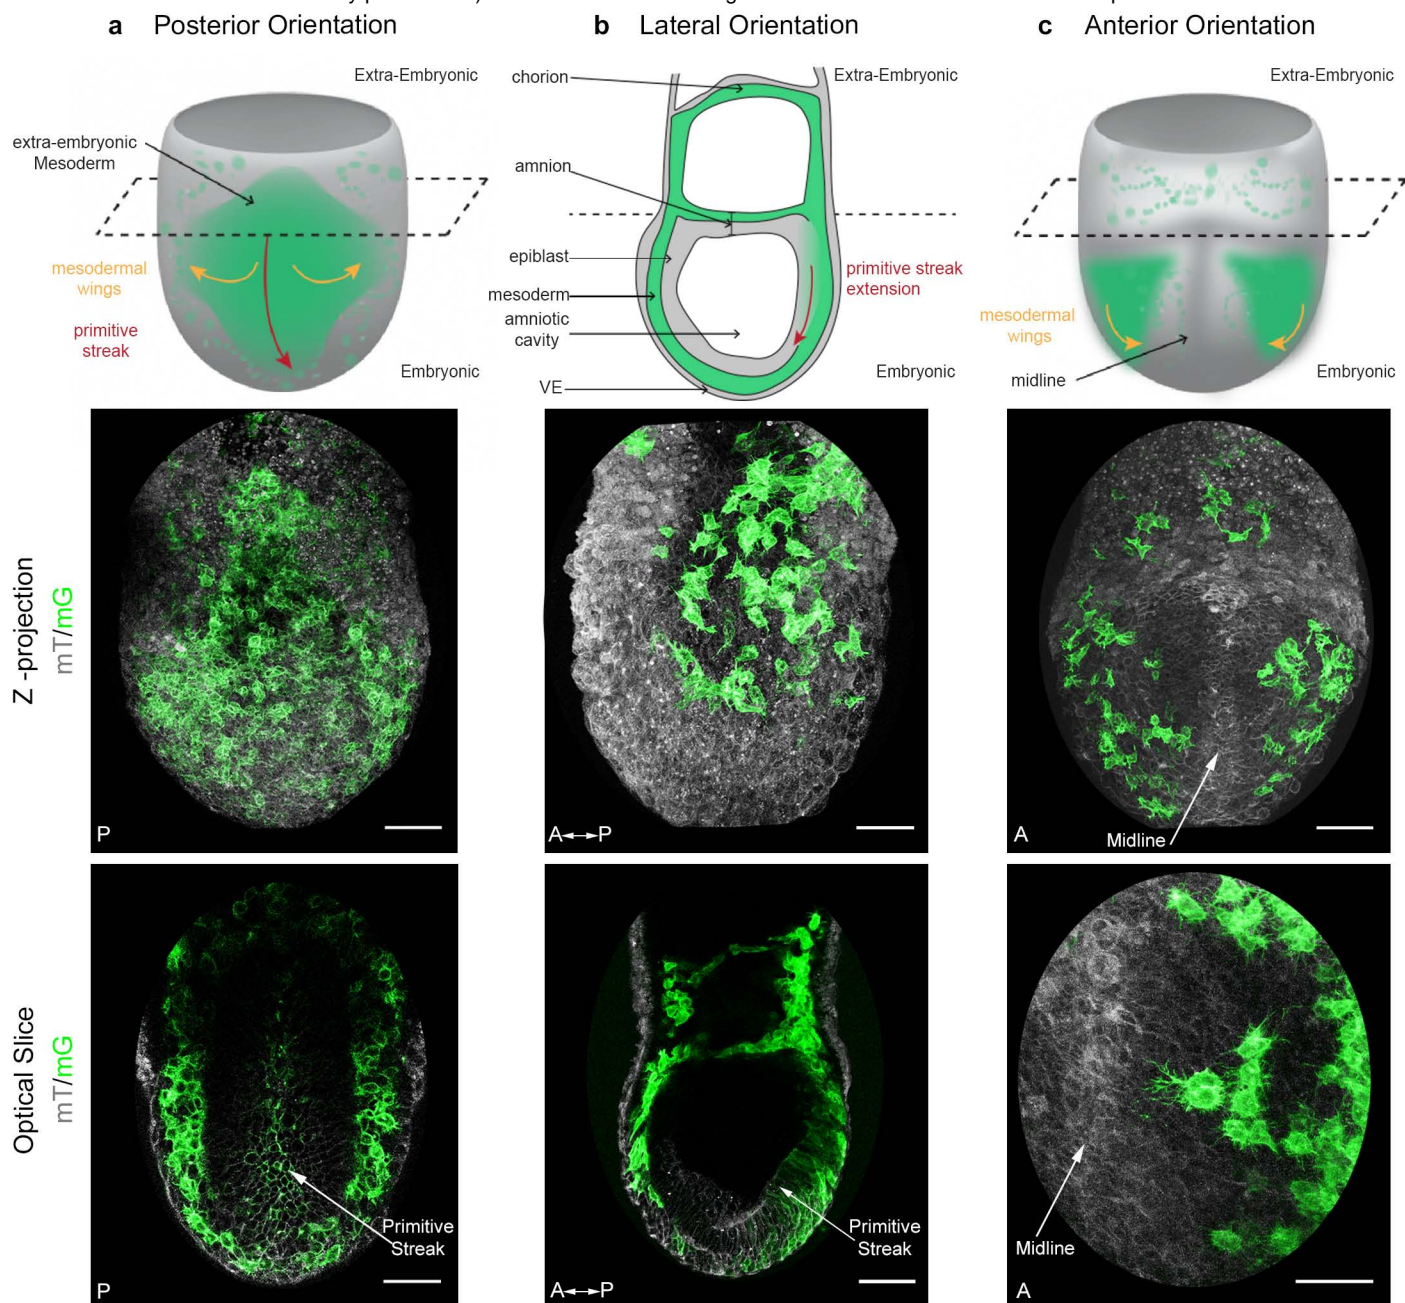 a Posterior Orientation
b Lateral Orientation
c Anterior Orientation
Extra-Embryonic
extra-embryonic
Mesoderm
mesodermal
wings
primitive
streak
Embryonic
chorion
Extra-Embryonic
amnion
epiblast
mesoderm
amniotic
cavity
VE
primitive streak
extension
Embryonic
Extra-Embryonic
mesodermal
wings
midline
Embryonic
Z -projection
mT/mG
P
A↔P
A
Midline
Optical Slice
mT/mG
P
Primitive
Streak
A↔P
Primitive
Streak
A
Midline